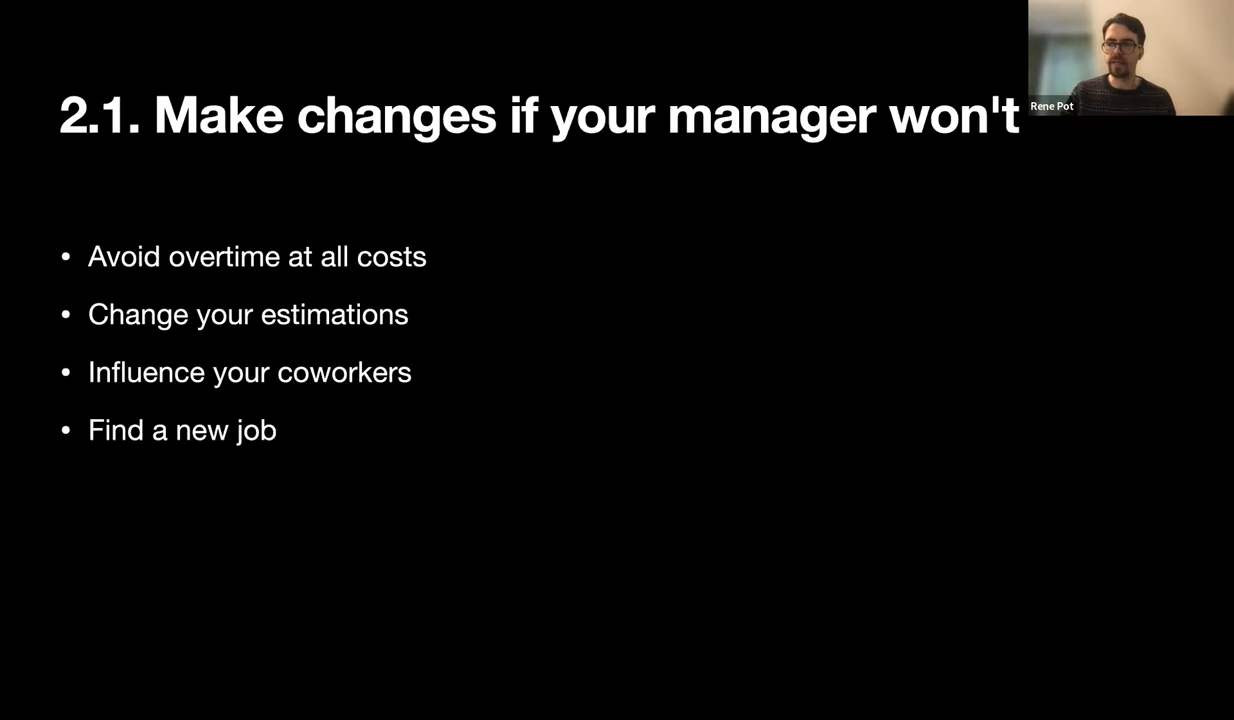 2.1. Make changes if your manager won't
Rene Pot
• Avoid overtime at all costs
• Change your estimations
• Influence your coworkers
• Find a new job